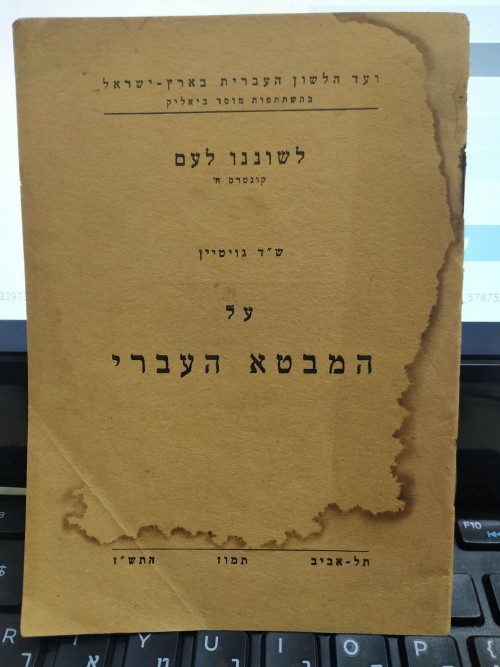 ועד הלשון העברית בארץ-ישראל
בהשתתפות מוסד ביאליק
לשוננו לעם
קונטרס ח'
ש"ד גויטיין
על
המבטא העברי
תל-אביב תמוז התש"ז
F10
R T Y U I O P {